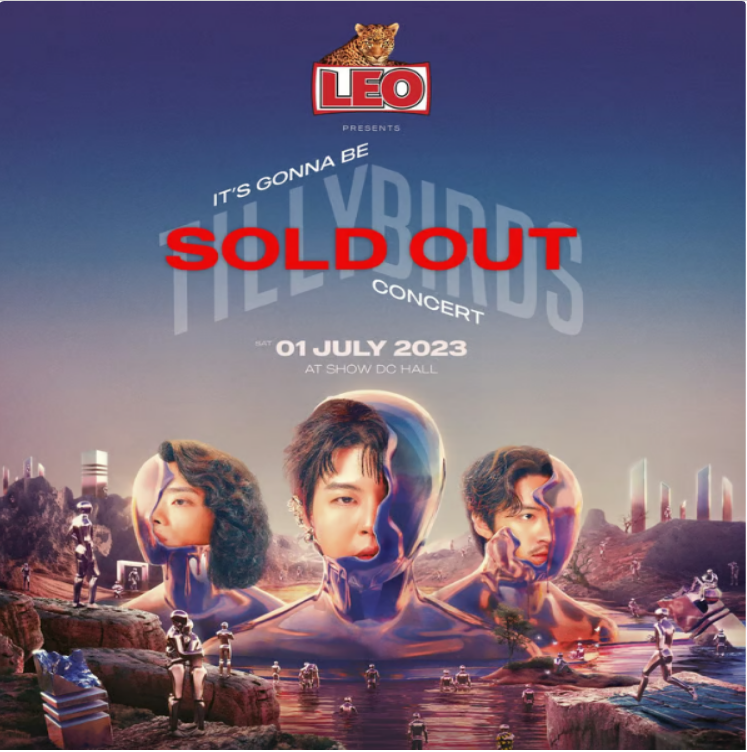 LEO
PRESENTS
IT'S GONNA BE
TILLYBIRDS
SOLD OUT
CONCERT
SAT 01 JULY 2023
AT SHOW DC HALL